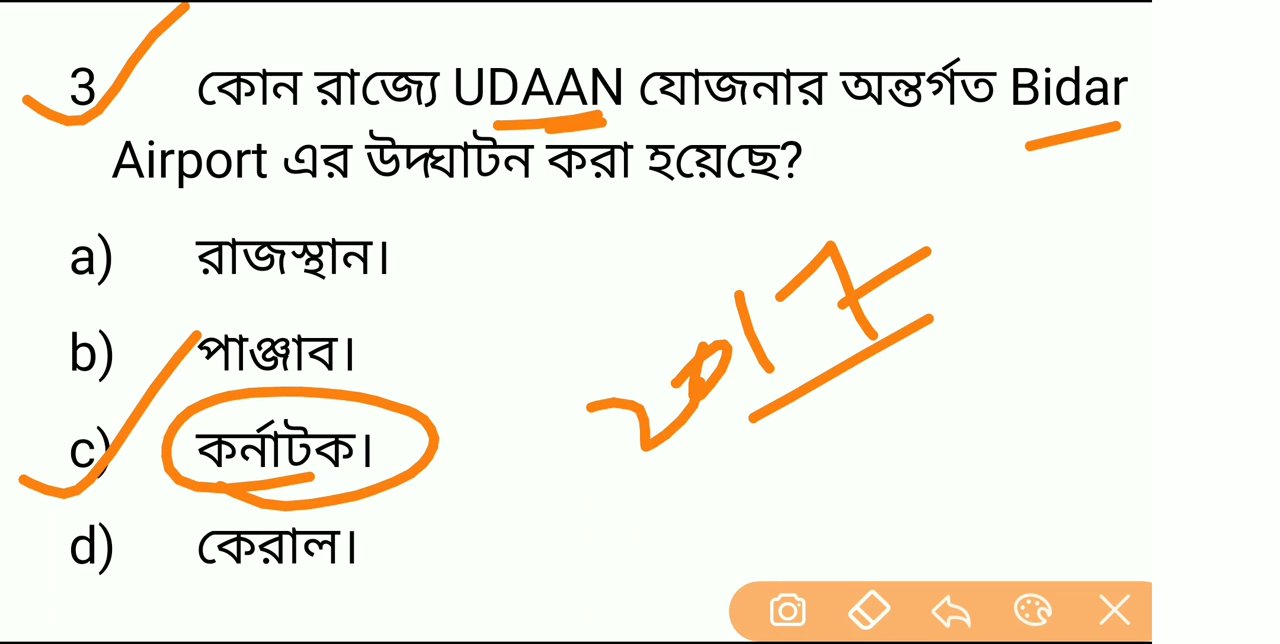 3 কোন রাজ্যে UDAAN যোজনার অন্তর্গত Bidar
Airport এর উদ্ঘাটন করা হয়েছে?
a) রাজস্থান।
b) পাঞ্জাব।
c) কর্নাটক।
d) কেরাল।
2017